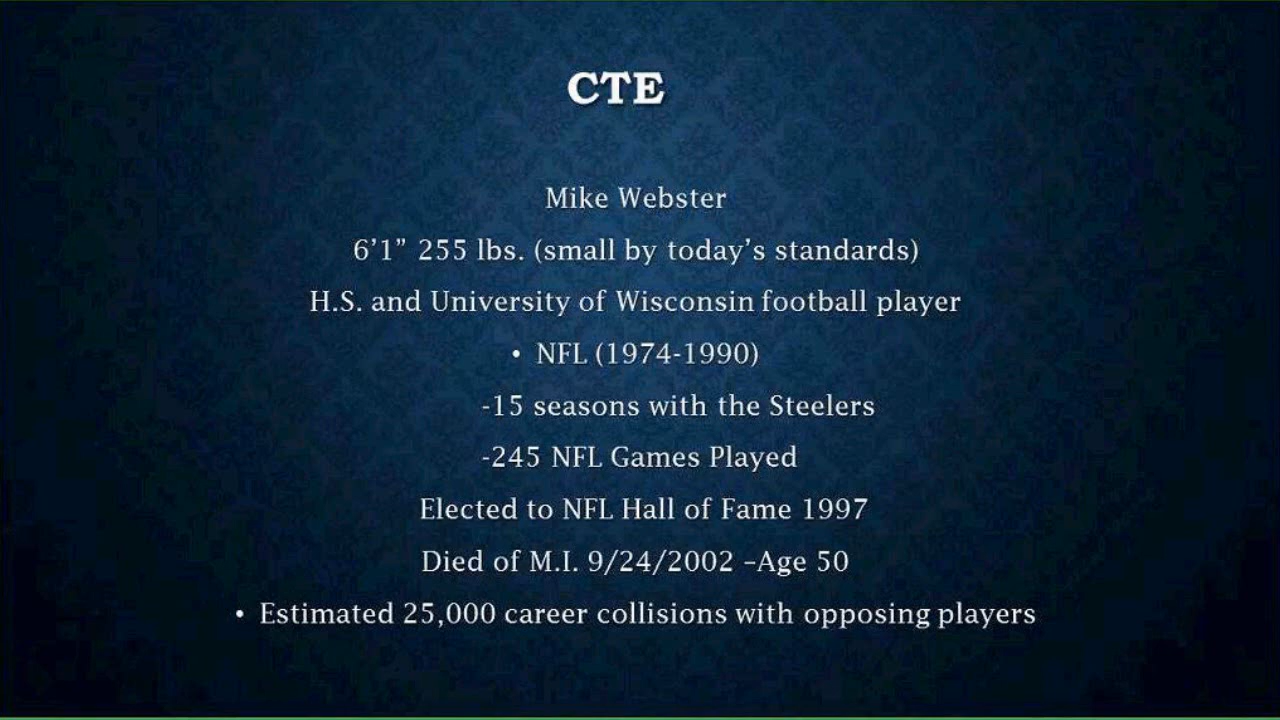 CTE
Mike Webster
6’1” 255 lbs. (small by today’s standards)
H.S. and University of Wisconsin football player
• NFL (1974-1990)
-15 seasons with the Steelers
-245 NFL Games Played
Elected to NFL Hall of Fame 1997
Died of M.I. 9/24/2002 –Age 50
• Estimated 25,000 career collisions with opposing players